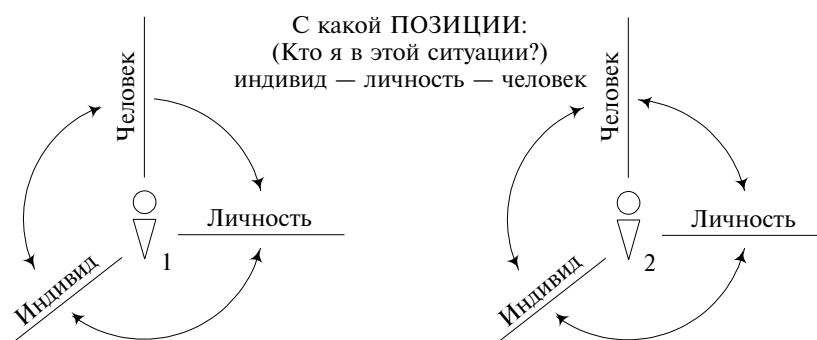 С какой ПОЗИЦИИ:
(Кто я в этой ситуации?)
индивид — личность — человек
Человек
Личность
Индивид
1
Человек
Личность
Индивид
2